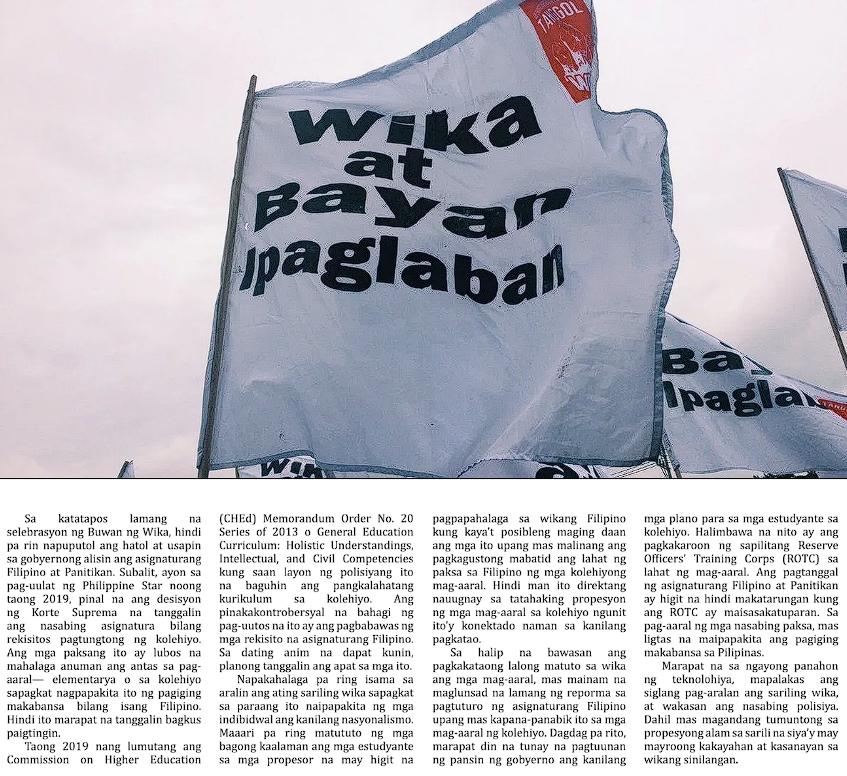 TANGGOL
wika
at
Bayan
Ipaglaban
Ipaglaban
Sa katatapos lamang na
selebrasyon ng Buwan ng Wika, hindi
pa rin napuputol ang hatol at usapin
sa gobyernong alisin ang asignaturang
Filipino at Panitikan. Subalit, ayon sa
pag-uulat ng Philippine Star noong
taong 2019, pinal na ang desisyon
ng Korte Suprema na tanggalin
ang nasabing asignatura bilang
rekisitos pagtungtong ng kolehiyo.
Ang mga paksang ito ay lubos na
mahalaga anuman ang antas sa pag-
aaral— elementarya o sa kolehiyo
sapagkat nagpapakita ito ng pagiging
makabansa bilang isang Filipino.
Hindi ito marapat na tanggalin bagkus
paigtingin.
Taong 2019 nang lumutang ang
Commission on Higher Education
(CHEd) Memorandum Order No. 20
Series of 2013 o General Education
Curriculum: Holistic Understandings,
Intellectual, and Civil Competencies
kung saan layon ng polisiyang ito
na baguhin ang pangkalahatang
kurikulum sa kolehiyo. Ang
pinakakontrobersyal na bahagi ng
pag-uutos na ito ay ang pagbabawas ng
mga rekisito na asignaturang Filipino.
Sa dating anim na dapat kunin,
planong tanggalin ang apat sa mga ito.
Napakahalaga pa ring isama sa
aralin ang ating sariling wika sapagkat
sa paraang ito naipapakita ng mga
indibidwal ang kanilang nasyonalismo.
Maaari pa ring matututo ng mga
bagong kaalaman ang mga estudyante
sa mga propesor na may higit na
pagpapahalaga sa wikang Filipino
kung kaya't posibleng maging daan
ang mga ito upang mas malinang ang
pagkagustong mabatid ang lahat ng
paksa sa Filipino ng mga kolehiyong
mag-aaral. Hindi man ito direktang
nauugnay sa tatahaking propesyon
ng mga mag-aaral sa kolehiyo ngunit
ito'y konektado naman sa kanilang
pagkatao.
Sa halip na bawasan ang
pagkakataong lalong matuto sa wika
ang mga mag-aaral, mas mainam na
maglunsad na lamang ng reporma sa
pagtuturo ng asignaturang Filipino
upang mas kapana-panabik ito sa mga
mag-aaral ng kolehiyo. Dagdag pa rito,
marapat din na tunay na pagtuunan
ng pansin ng gobyerno ang kanilang
mga plano para sa mga estudyante sa
kolehiyo. Halimbawa na nito ay ang
pagkakaroon ng sapilitang Reserve
Officers' Training Corps (ROTC) sa
lahat ng mag-aaral. Ang pagtanggal
ng asignaturang Filipino at Panitikan
ay higit na hindi makatarungan kung
ang ROTC ay maisasakatuparan. Sa
pag-aaral ng mga nasabing paksa, mas
ligtas na maipapakita ang pagiging
makabansa sa Pilipinas.
Marapat na sa ngayong panahon
ng teknolohiya, mapalakas ang
siglang pag-aralan ang sariling wika,
at wakasan ang nasabing polisiya.
Dahil mas magandang tumuntong sa
propesyong alam sa sarili na siya'y may
mayroong kakayahan at kasanayan sa
wikang sinilangan.